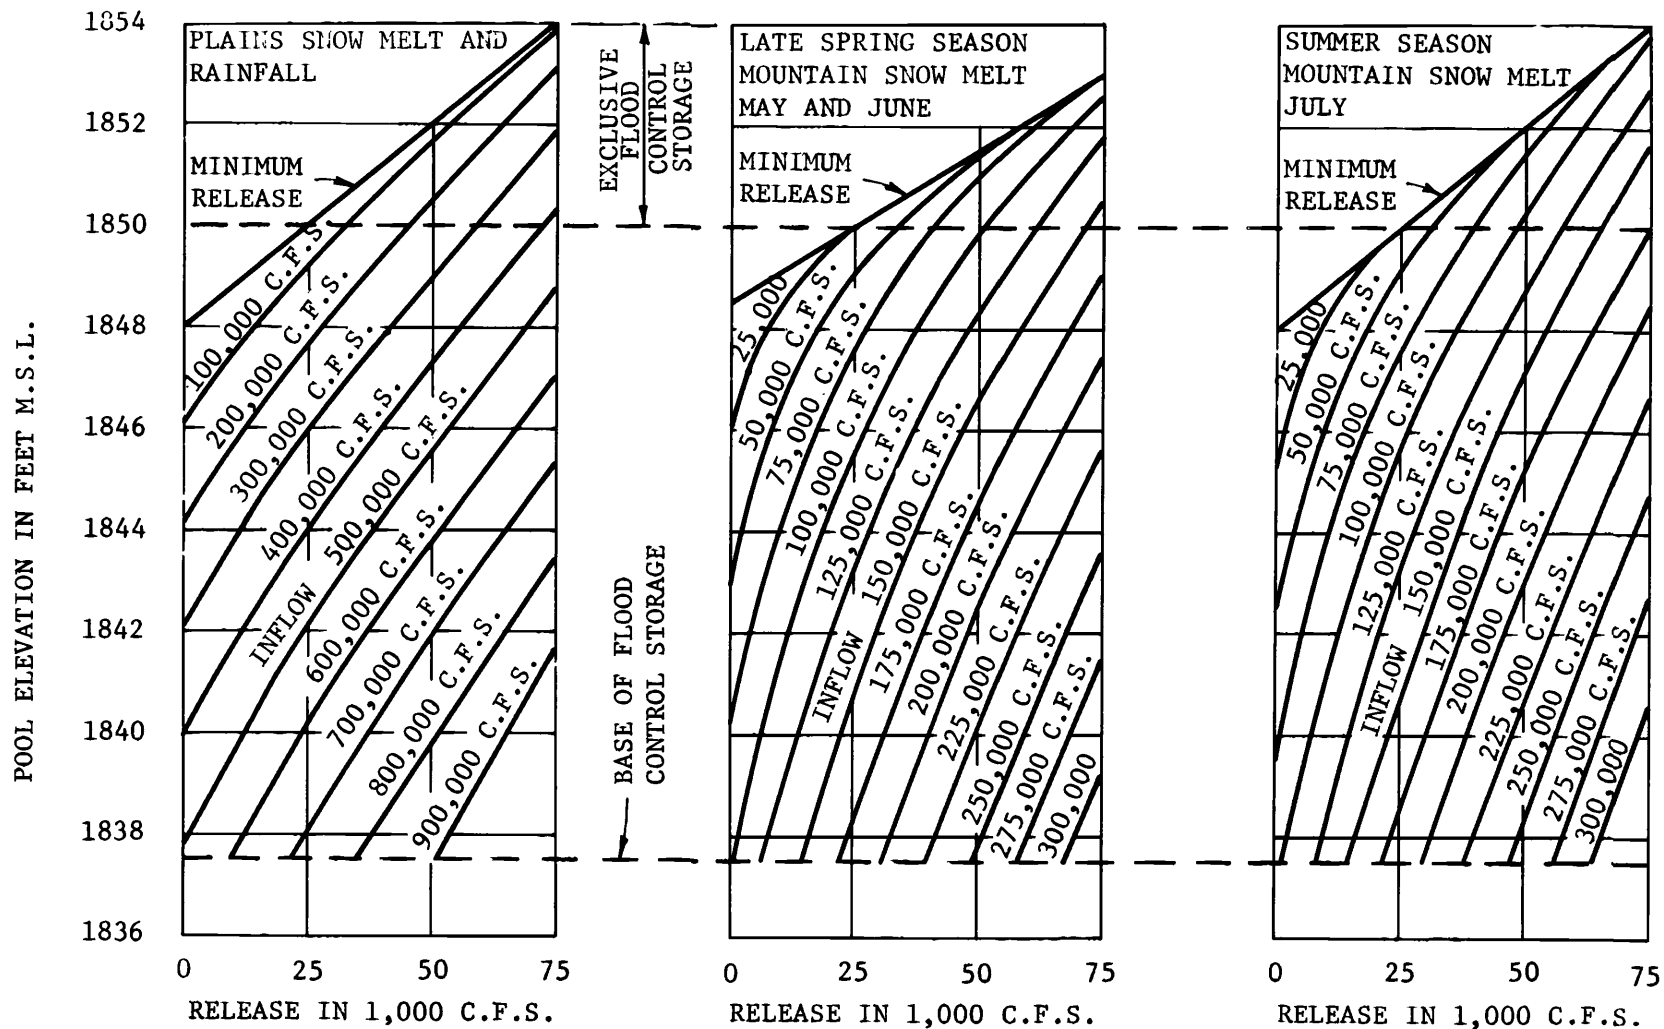 POOL ELEVATION IN FEET M.S.L.
1854
1852
1850
1848
1846
1844
1842
1840
1838
1836
PLAINS SNOW MELT AND
RAINFALL
MINIMUM
RELEASE
100,000 C.F.S
200,000 C.F.S.
300,000 C.F.S.
400,000 C.F.S.
INFLOW 500,000 C.F.S.
600,000 C.F.S.
700,000 C.F.S.
800,000 C.F.S.
900,000 C.F.S.
0 25 50 75
RELEASE IN 1,000 C.F.S.
EXCLUSIVE
FLOOD
CONTROL
STORAGE
BASE OF FLOOD
CONTROL STORAGE
LATE SPRING SEASON
MOUNTAIN SNOW MELT
MAY AND JUNE
MINIMUM
RELEASE
25,000
50,000 C.F.S.
75,000 C.F.S.
100,000 C.F.S.
125,000 C.F.S.
INFLOW 150,000 C.F.S.
175,000 C.F.S.
200,000 C.F.S.
225,000 C.F.S.
250,000 C.F.S.
275,000 C.F.S.
300,000
0 25 50 75
RELEASE IN 1,000 C.F.S.
SUMMER SEASON
MOUNTAIN SNOW MELT
JULY
MINIMUM
RELEASE
25,000
50,000 C.F.S.
75,000 C.F.S.
100,000 C.F.S.
125,000 C.F.S.
INFLOW 150,000 C.F.S.
175,000 C.F.S.
200,000 C.F.S.
225,000 C.F.S.
250,000 C.F.S.
275,000 C.F.S.
300,000
0 25 50 75
RELEASE IN 1,000 C.F.S.